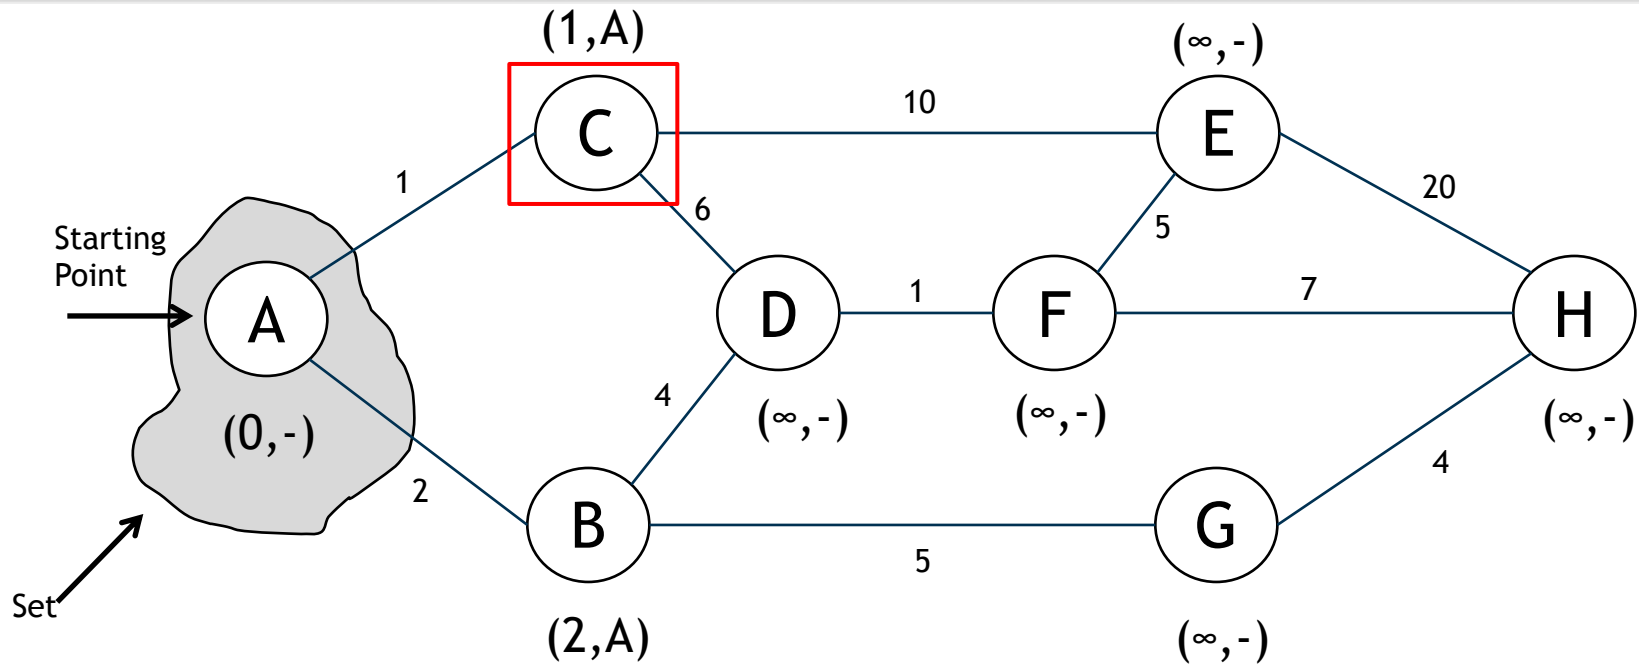 (1,A)
(∞,-)
C
10
E
1
6
20
5
Starting
Point
A
D
1
F
7
H
(0,-)
4
(∞,-)
(∞,-)
(∞,-)
2
4
B
5
G
Set
(2,A)
(∞,-)